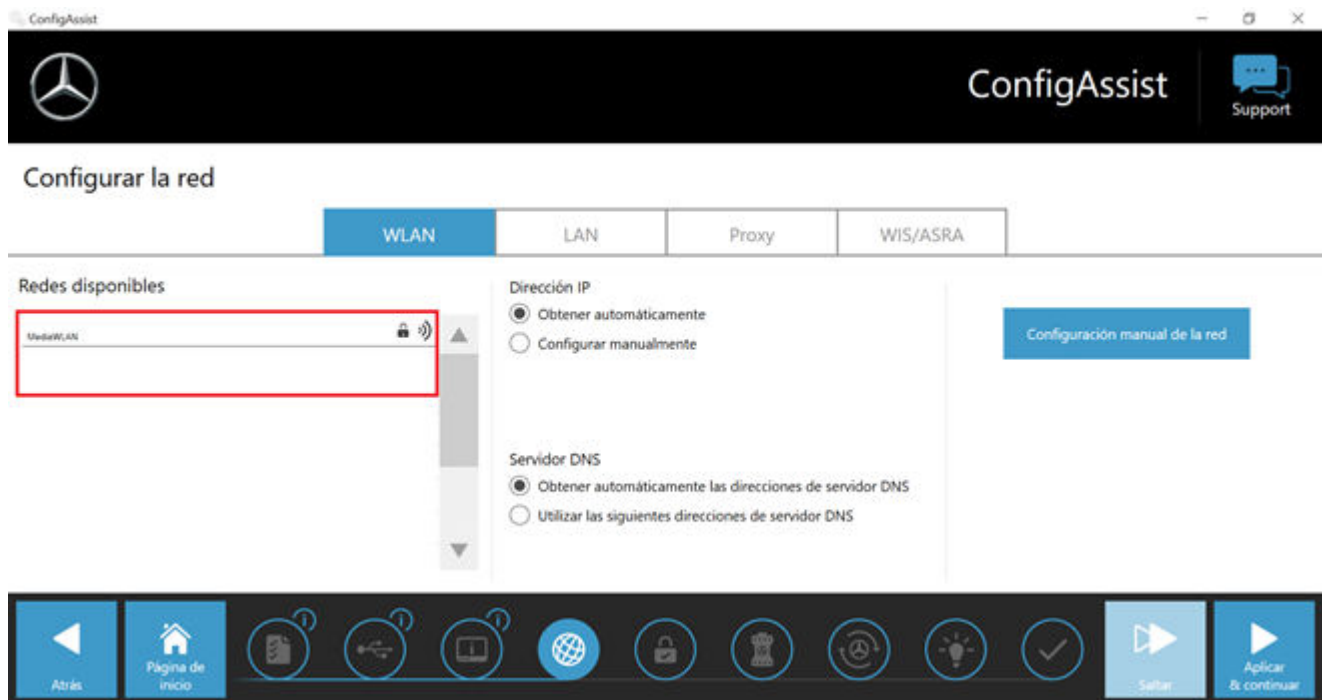 ConfigAssist
ConfigAssist
Support
Configurar la red
WLAN
LAN
Proxy
WIS/ASRA
Redes disponibles
MediaWLAN
Dirección IP
Obtener automáticamente
Configurar manualmente
Servidor DNS
Obtener automáticamente las direcciones de servidor DNS
Utilizar las siguientes direcciones de servidor DNS
Configuración manual de la red
Atrás
Página de
inicio
Saltar
Aplicar
& continuar